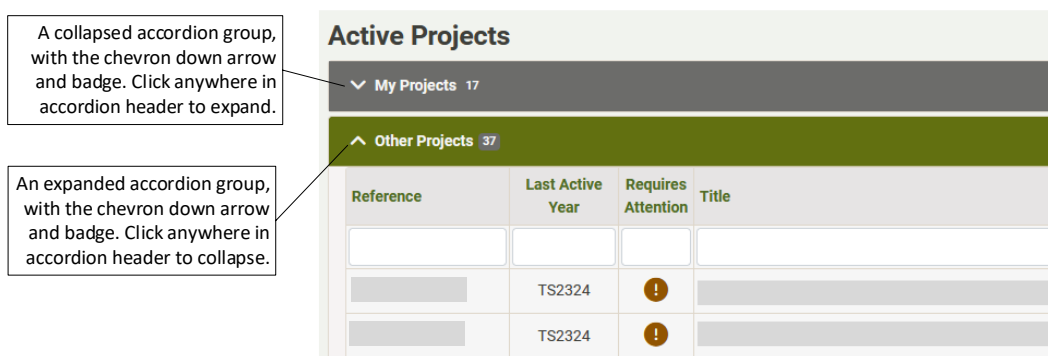 A collapsed accordion group,
with the chevron down arrow
and badge. Click anywhere in
accordion header to expand.
Active Projects
My Projects 17
Other Projects 37
An expanded accordion group,
with the chevron down arrow
and badge. Click anywhere in
accordion header to collapse.
Reference
Last Active
Year
Requires
Attention
Title
TS2324
!
TS2324
!